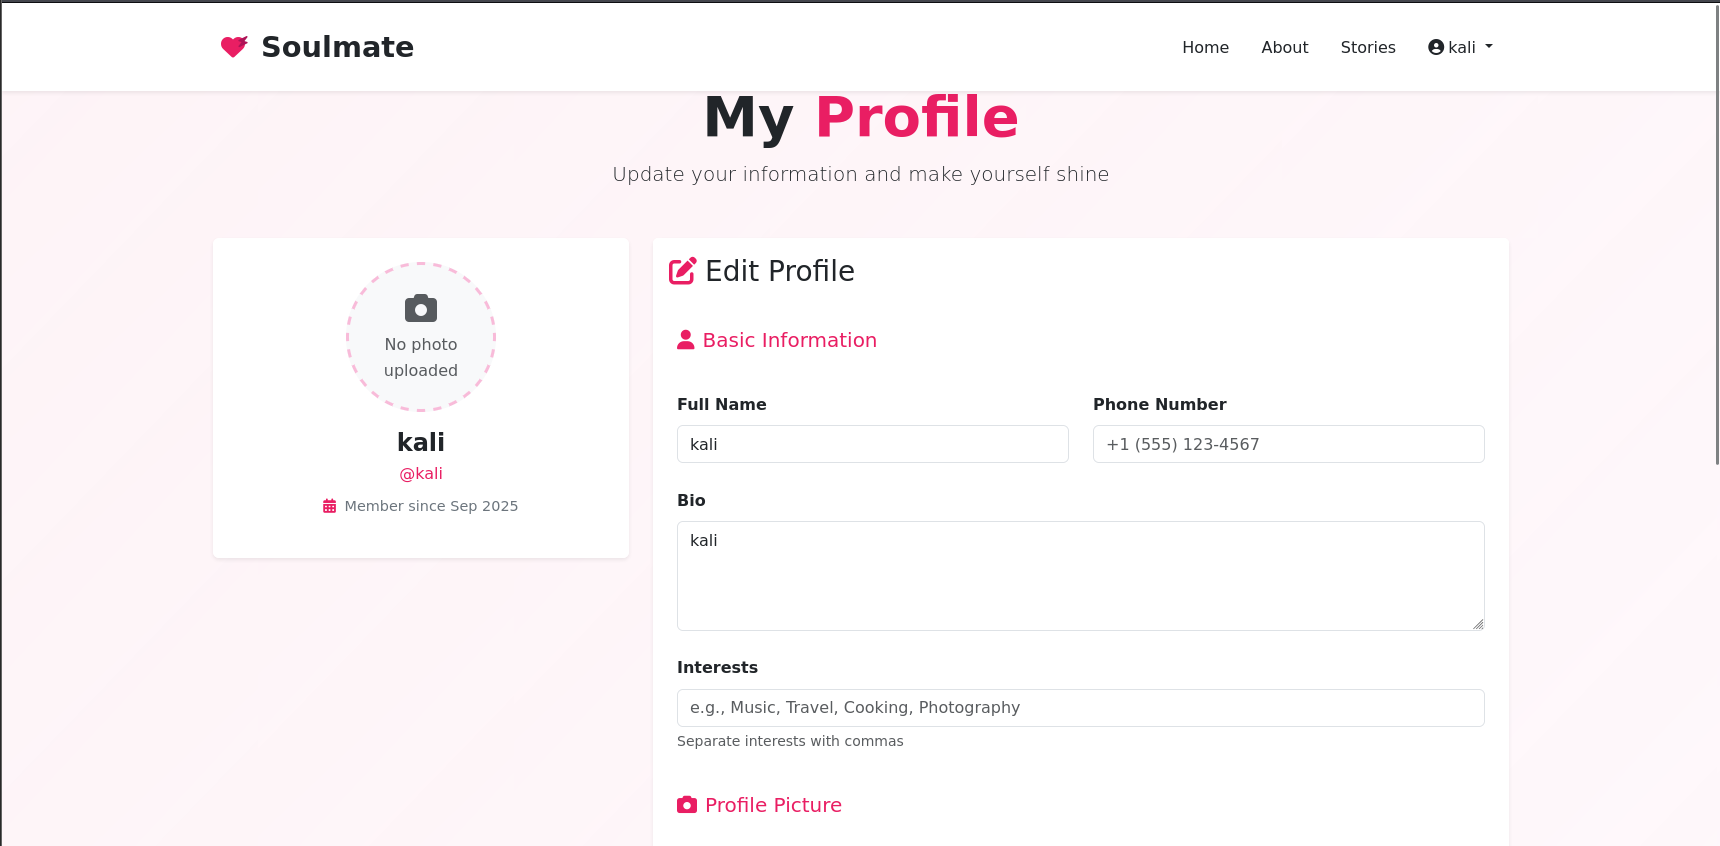 Soulmate
Home About Stories kali
My Profile
Update your information and make yourself shine
No photo
uploaded
kali
@kali
Member since Sep 2025
Edit Profile
Basic Information
Full Name Phone Number
kali +1 (555) 123-4567
Bio
kali
Interests
e.g., Music, Travel, Cooking, Photography
Separate interests with commas
Profile Picture